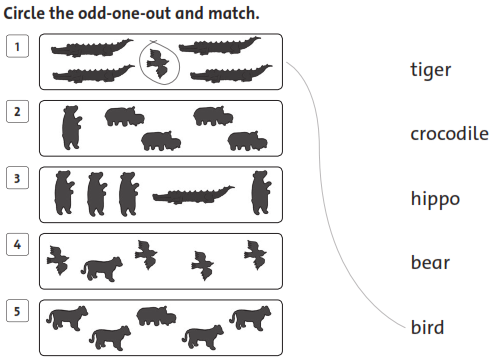 Circle the odd-one-out and match.
1
tiger
2
crocodile
3
hippo
4
bear
5
bird